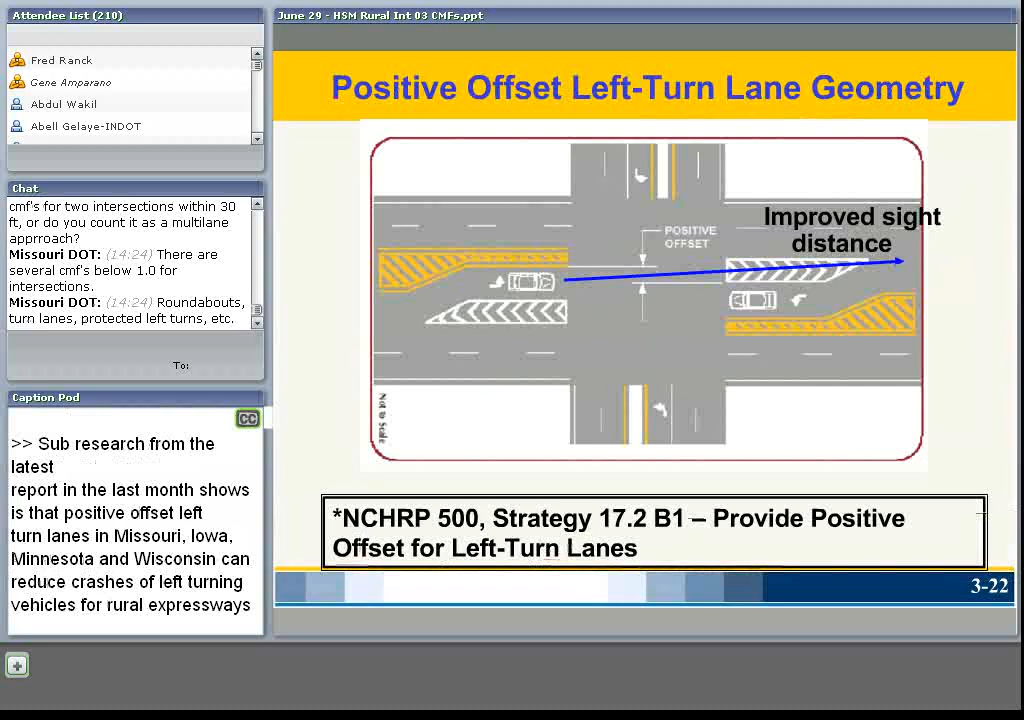 Attendee List (210)
Fred Ranck
Gene Amparano
Abdul Wakil
Abell Gelaye-INDOT
Chat
cmf's for two intersections within 30
ft, or do you count it as a multilane
apprroach?
Missouri DOT: (14:24) There are
several cmf's below 1.0 for
intersections.
Missouri DOT: (14:24) Roundabouts,
turn lanes, protected left turns, etc.
To:
Caption Pod
CC
>> Sub research from the
latest
report in the last month shows
is that positive offset left
turn lanes in Missouri, Iowa,
Minnesota and Wisconsin can
reduce crashes of left turning
vehicles for rural expressways
June 29 - HSM Rural Int 03 CMFs.ppt
Positive Offset Left-Turn Lane Geometry
Improved sight
distance
POSITIVE
OFFSET
Not to Scale
*NCHRP 500, Strategy 17.2 B1 – Provide Positive
Offset for Left-Turn Lanes
3-22